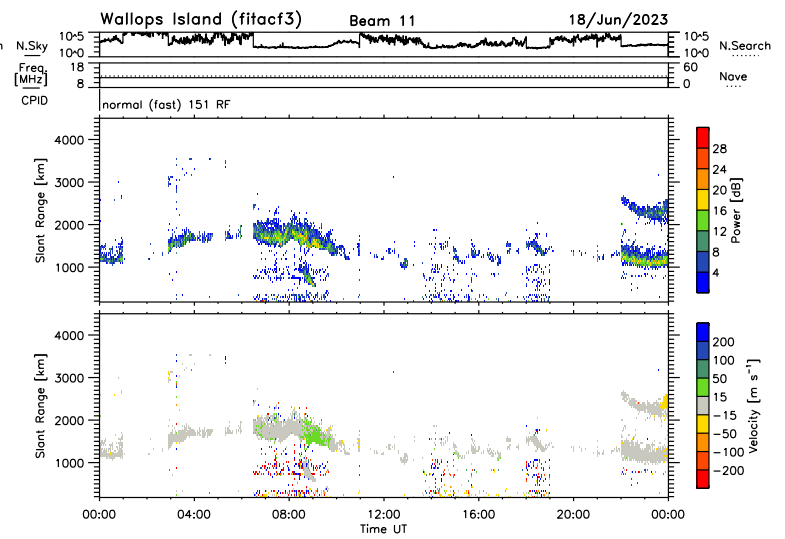 Wallops Island (fitacf3) Beam 11 18/Jun/2023
n N.Sky 10^5 10^5 N.Search
10^0 10^0
Freq. 18 60 Nave
[MHz] 8 0
CPID normal (fast) 151 RF
4000
3000
2000
1000
Slant Range [km]
28
24
20
16
12
8
4
Power [dB]
4000
3000
2000
1000
Slant Range [km]
200
100
50
15
-15
-50
-100
-200
Velocity [m s⁻¹]
00:00 04:00 08:00 12:00 16:00 20:00 00:00
Time UT